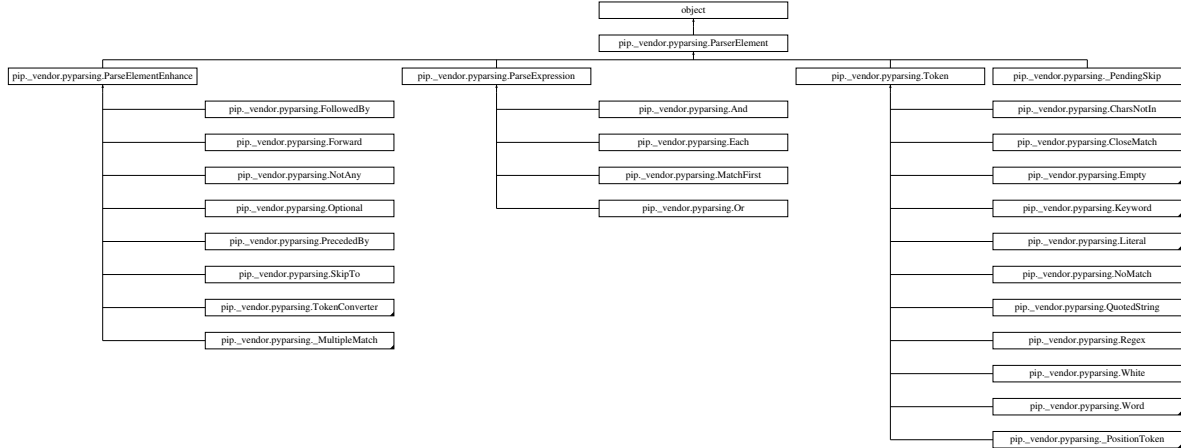 object
pip._vendor.pyparsing.ParserElement
pip._vendor.pyparsing.ParseElementEnhance
pip._vendor.pyparsing.ParseExpression
pip._vendor.pyparsing.Token
pip._vendor.pyparsing._PendingSkip
pip._vendor.pyparsing.FollowedBy
pip._vendor.pyparsing.And
pip._vendor.pyparsing.CharsNotIn
pip._vendor.pyparsing.Forward
pip._vendor.pyparsing.Each
pip._vendor.pyparsing.CloseMatch
pip._vendor.pyparsing.NotAny
pip._vendor.pyparsing.MatchFirst
pip._vendor.pyparsing.Empty
pip._vendor.pyparsing.Optional
pip._vendor.pyparsing.Or
pip._vendor.pyparsing.Keyword
pip._vendor.pyparsing.PrecededBy
pip._vendor.pyparsing.Literal
pip._vendor.pyparsing.SkipTo
pip._vendor.pyparsing.NoMatch
pip._vendor.pyparsing.TokenConverter
pip._vendor.pyparsing.QuotedString
pip._vendor.pyparsing._MultipleMatch
pip._vendor.pyparsing.Regex
pip._vendor.pyparsing.White
pip._vendor.pyparsing.Word
pip._vendor.pyparsing._PositionToken